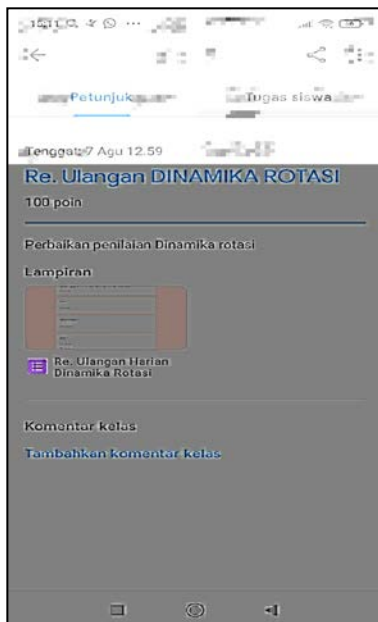 Petunjuk
Tugas siswa
Tenggat: 7 Agu 12.59
Re. Ulangan DINAMIKA ROTASI
100 poin
Perbaikan penilaian Dinamika rotasi
Lampiran
Re. Ulangan Harian
Dinamika Rotasi
Komentar kelas
Tambahkan komentar kelas